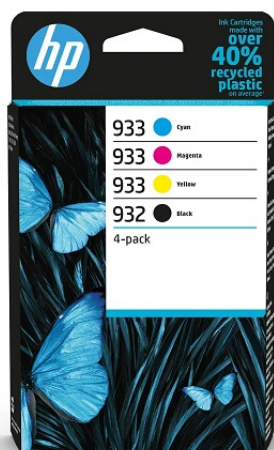 hp
Ink Cartridges
made with
over
40%
recycled
plastic
on average*
933 Cyan
933 Magenta
933 Yellow
932 Black
4-pack